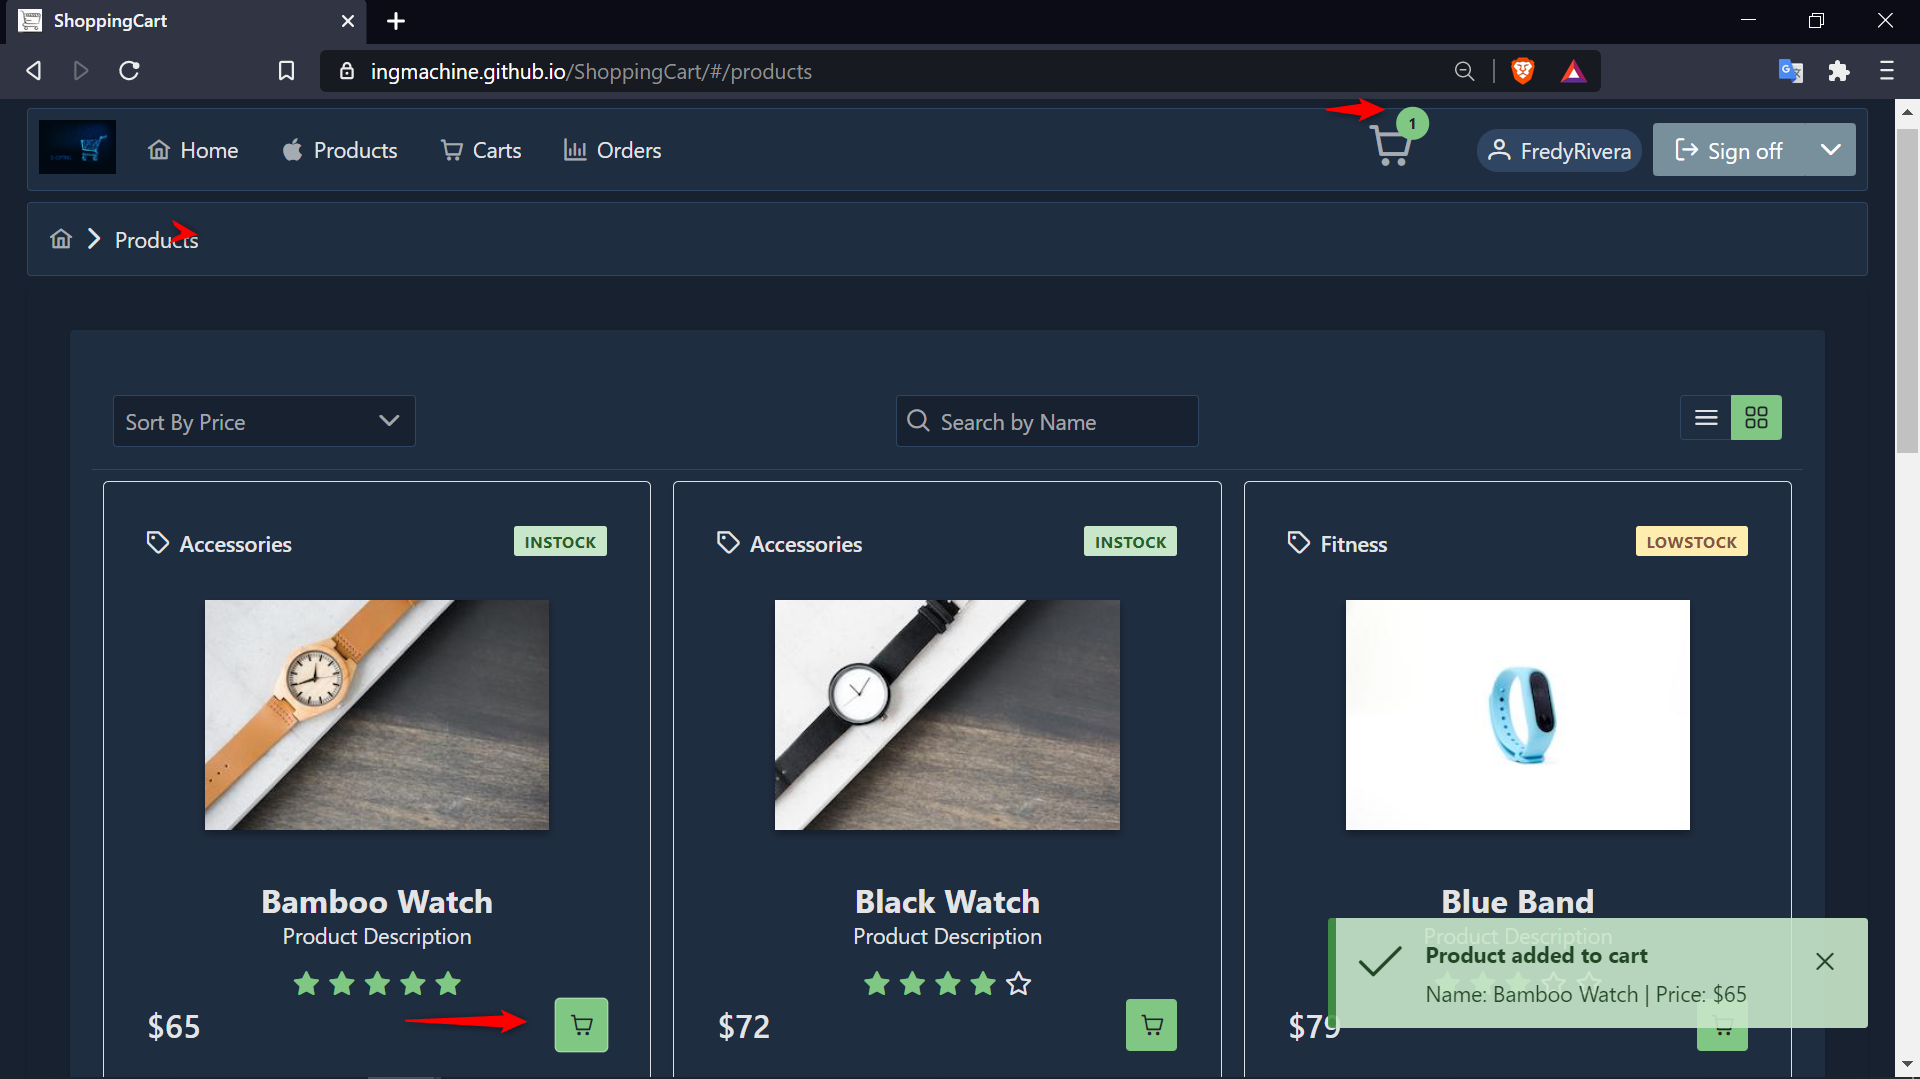 ShoppingCart
ingmachine.github.io/ShoppingCart/#/products
Home Products Carts Orders 1 FredyRivera Sign off
Products
Sort By Price Search by Name
Accessories INSTOCK Accessories INSTOCK Fitness LOWSTOCK
Bamboo Watch Black Watch Blue Band
Product Description Product Description Product Description
Product added to cart
Name: Bamboo Watch | Price: $65
$65 $72 $79